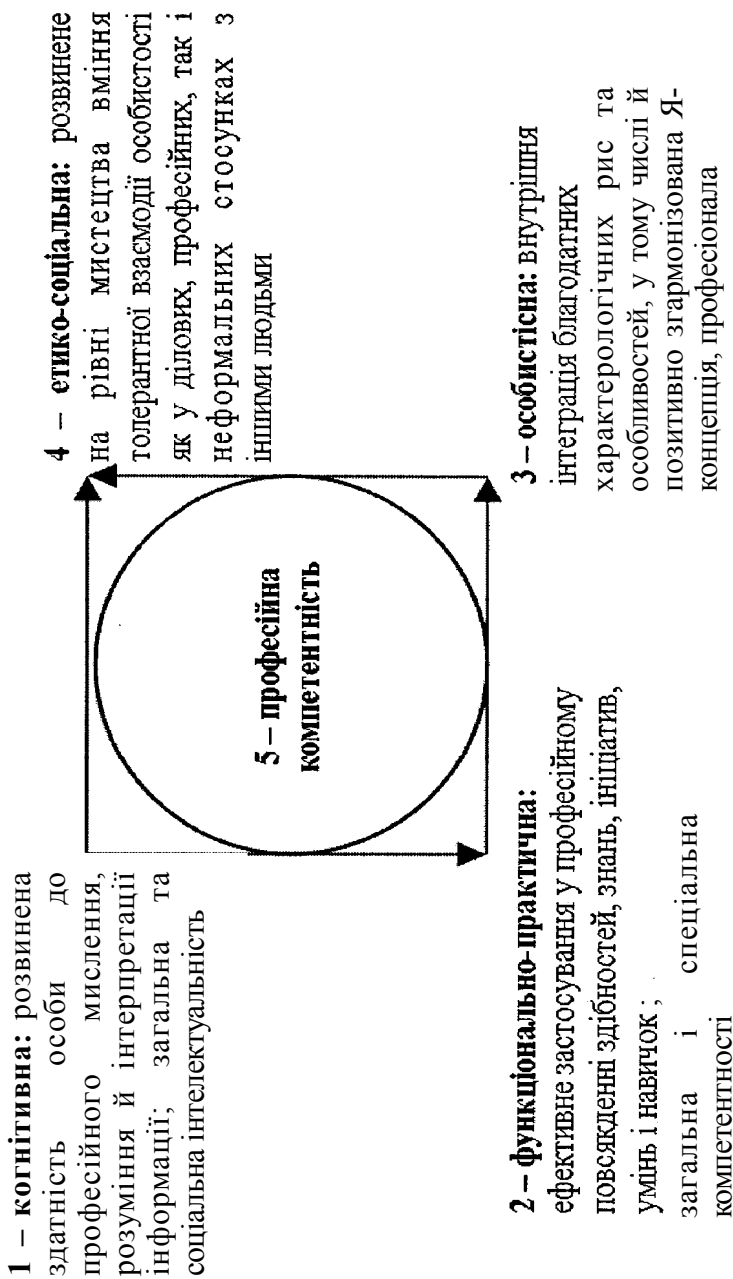 1 – когнітивна: розвинена
здатність особи до
професійного мислення,
розуміння й інтерпретації
інформації; загальна та
соціальна інтелектуальність
4 – етико-соціальна: розвинене
на рівні мистецтва вміння
толерантної взаємодії особистості
як у ділових, професійних, так і
неформальних стосунках з
іншими людьми
5 – професійна
компетентність
2 – функціонально-практична:
ефективне застосування у професійному
повсякденні здібностей, знань, ініціатив,
умінь і навичок ;
загальна і спеціальна
компетентності
3 – особистісна: внутрішня
інтеграція благодатних
характерологічних рис та
особливостей, у тому числі й
позитивно згармонізована Я-
концепція, професіонала